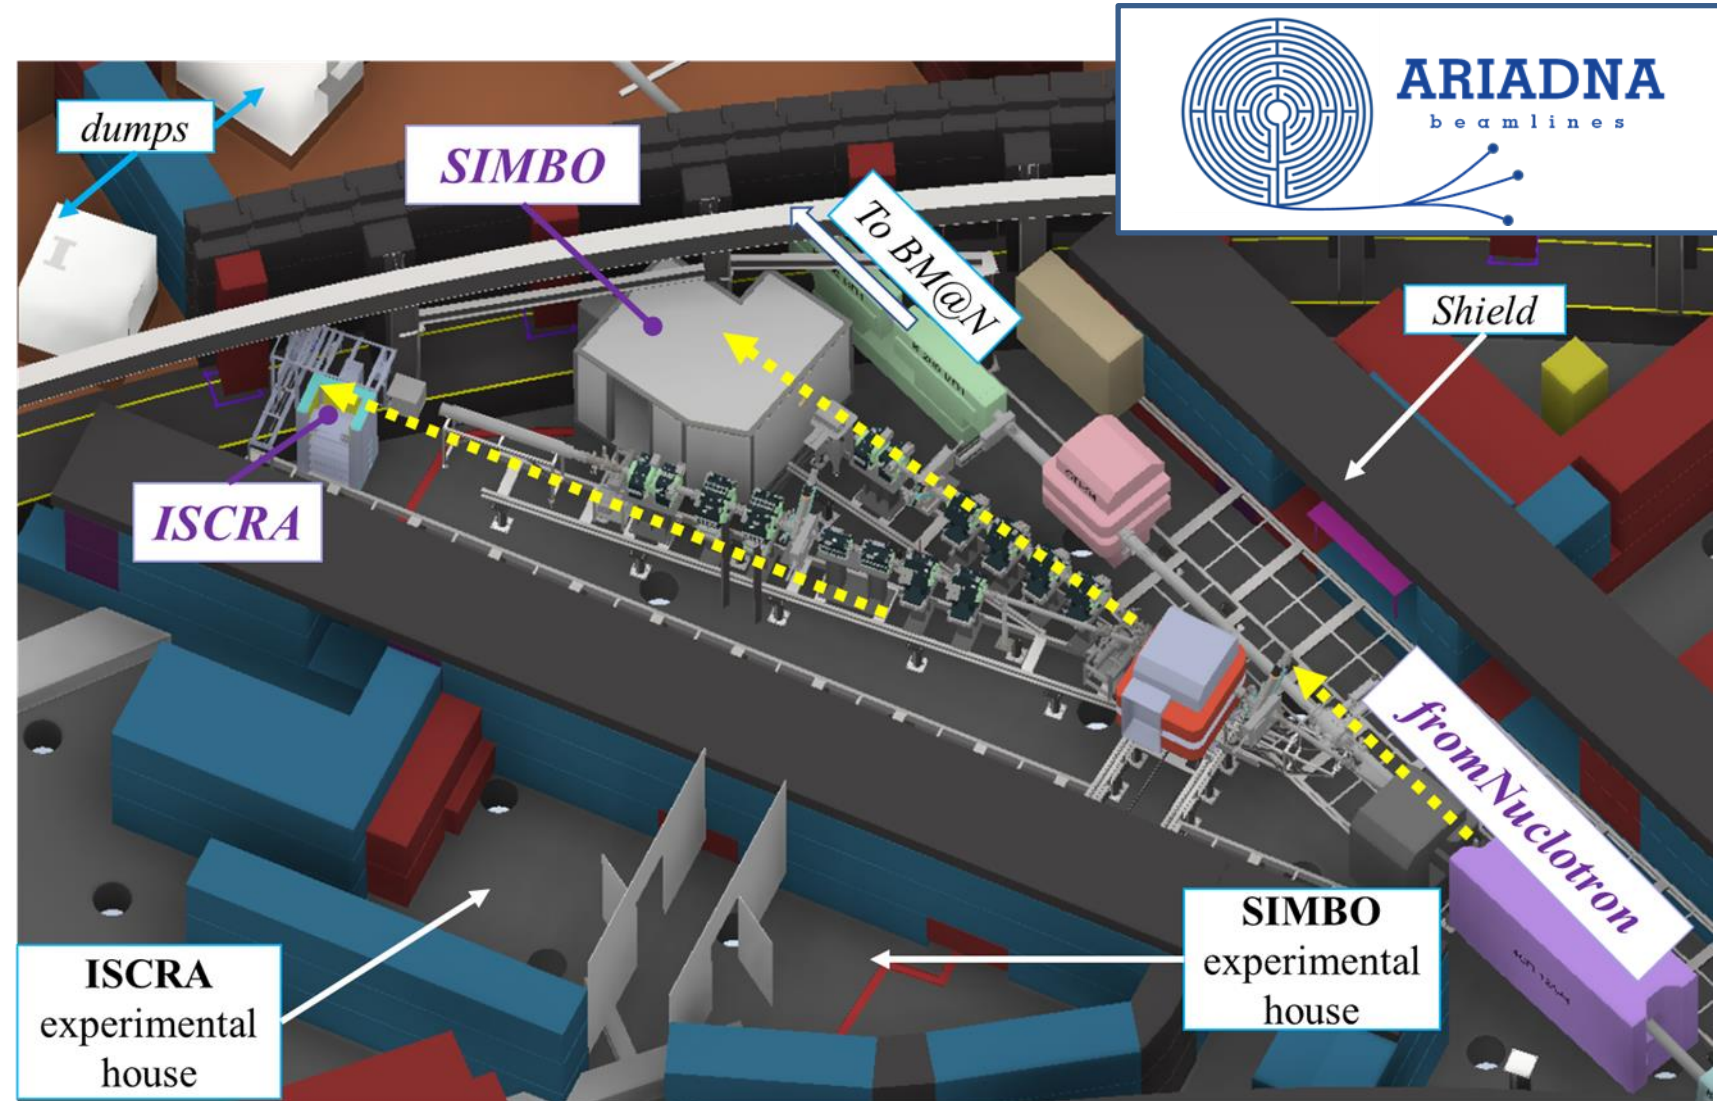 ARIADNA
beamlines
dumps
SIMBO
To BM@N
Shield
ISCRA
fromNuclotron
ISCRA
experimental
house
SIMBO
experimental
house